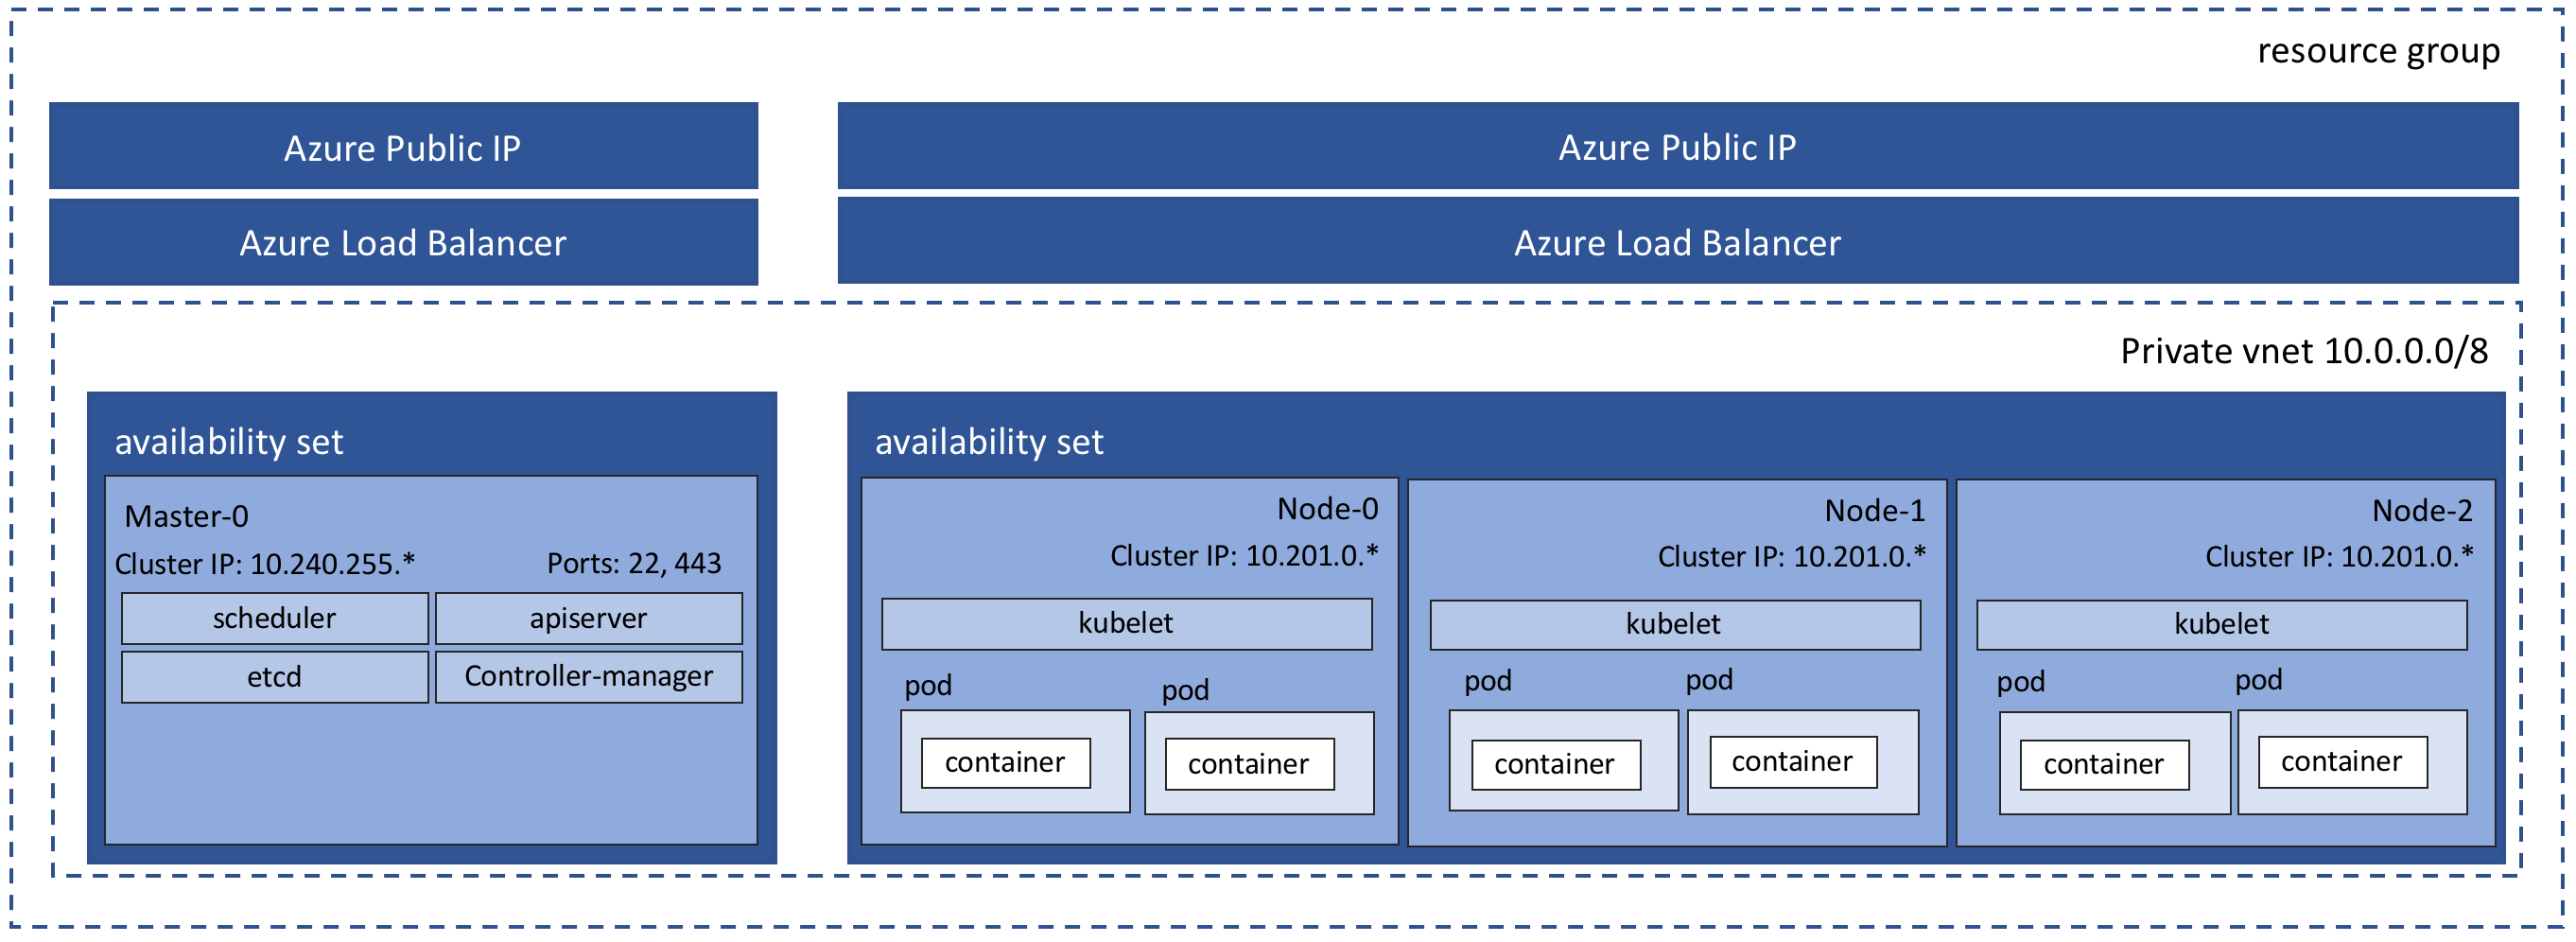 resource group
Azure Public IP
Azure Public IP
Azure Load Balancer
Azure Load Balancer
Private vnet 10.0.0.0/8
availability set
Master-0
Cluster IP: 10.240.255.*
Ports: 22, 443
scheduler
apiserver
etcd
Controller-manager
availability set
Node-0
Cluster IP: 10.201.0.*
kubelet
pod
pod
container
container
Node-1
Cluster IP: 10.201.0.*
kubelet
pod
pod
container
container
Node-2
Cluster IP: 10.201.0.*
kubelet
pod
pod
container
container